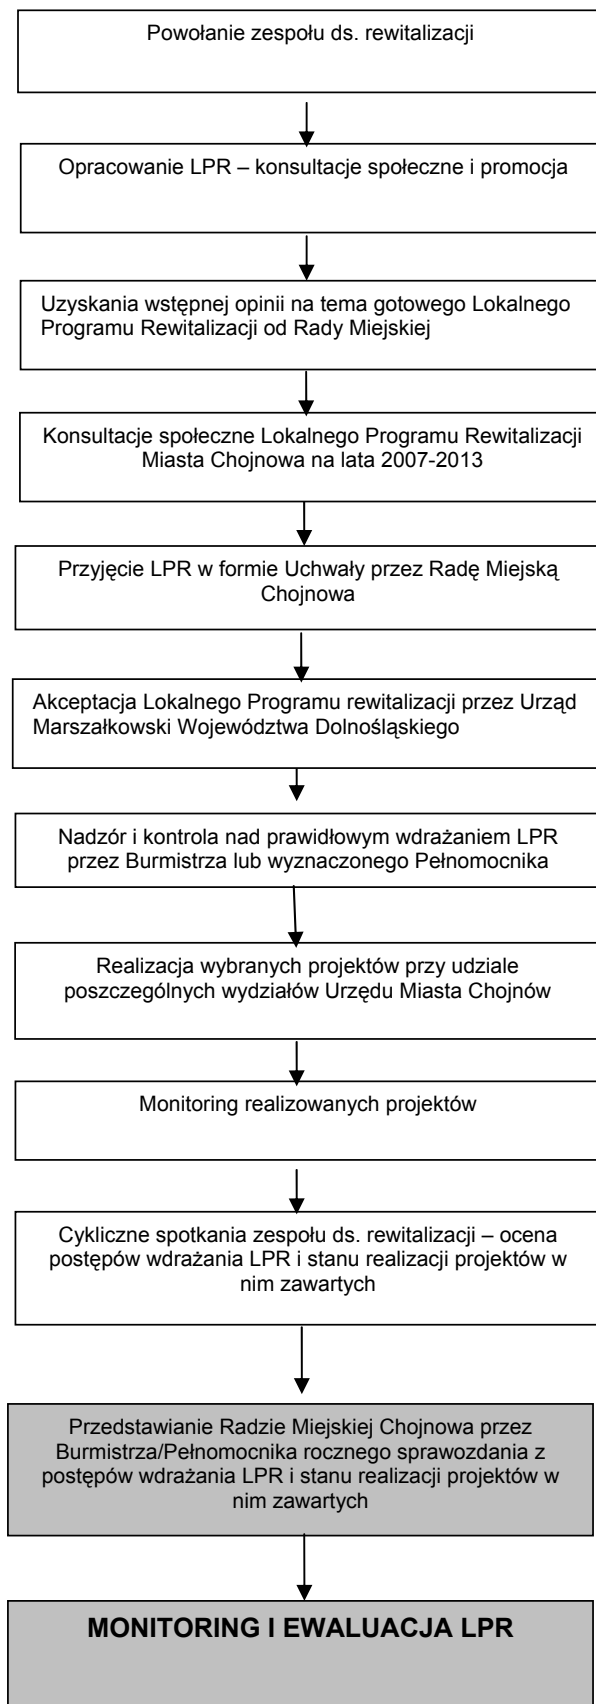 Powołanie zespołu ds. rewitalizacji
Opracowanie LPR – konsultacje społeczne i promocja
Uzyskania wstępnej opinii na tema gotowego Lokalnego
Programu Rewitalizacji od Rady Miejskiej
Konsultacje społeczne Lokalnego Programu Rewitalizacji
Miasta Chojnowa na lata 2007-2013
Przyjęcie LPR w formie Uchwały przez Radę Miejską
Chojnowa
Akceptacja Lokalnego Programu rewitalizacji przez Urząd
Marszałkowski Województwa Dolnośląskiego
Nadzór i kontrola nad prawidłowym wdrażaniem LPR
przez Burmistrza lub wyznaczonego Pełnomocnika
Realizacja wybranych projektów przy udziale
poszczególnych wydziałów Urzędu Miasta Chojnów
Monitoring realizowanych projektów
Cykliczne spotkania zespołu ds. rewitalizacji – ocena
postępów wdrażania LPR i stanu realizacji projektów w
nim zawartych
Przedstawianie Radzie Miejskiej Chojnowa przez
Burmistrza/Pełnomocnika rocznego sprawozdania z
postępów wdrażania LPR i stanu realizacji projektów w
nim zawartych
MONITORING I EWALUACJA LPR